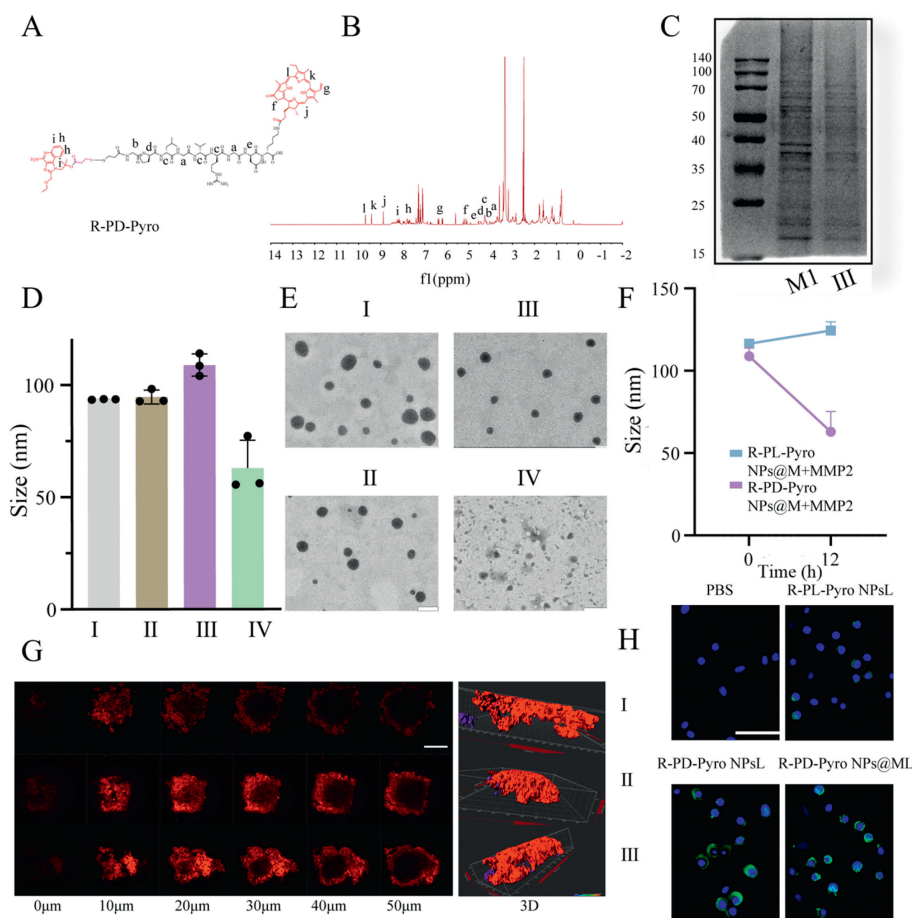 A
l
k
g
f
j
i h
h
b
d
c
a
c
c
a
e
i
R-PD-Pyro
B
l
k
j
i
h
g
f
e
d
c
b
a
14 13 12 11 10 9 8 7 6 5 4 3 2 1 0 -1 -2
f1(ppm)
C
140
100
70
50
40
35
25
15
M1 III
D
Size (nm)
100
50
0
I II III IV
E
I III
II IV
F
Size (nm)
150
100
50
0
R-PL-Pyro
NPs@M+MMP2
R-PD-Pyro
NPs@M+MMP2
0 12
Time (h)
G
I
II
III
0μm 10μm 20μm 30μm 40μm 50μm 3D
H
PBS R-PL-Pyro NPsL
R-PD-Pyro NPsL R-PD-Pyro NPs@ML